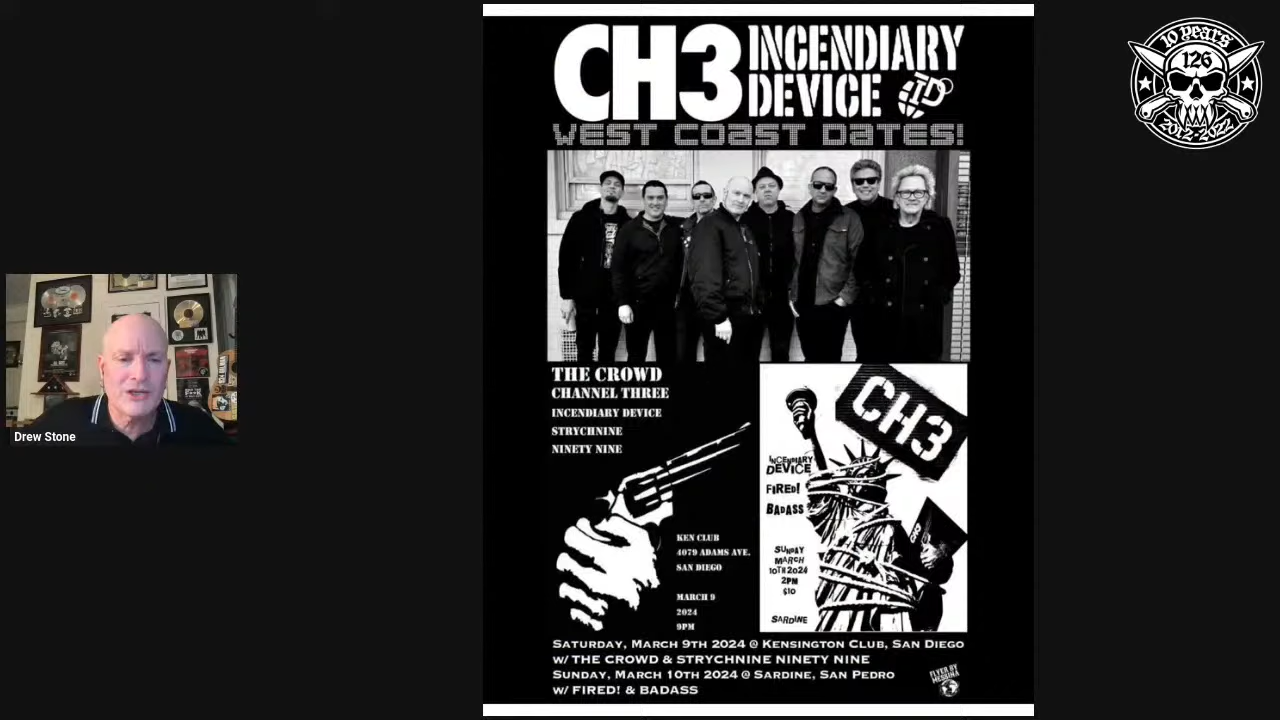 CH3 INCENDIARY
DEVICE ID
WEST COAST DATES!
THE CROWD
CHANNEL THREE
INCENDIARY DEVICE
STRYCHNINE
NINETY NINE
KEN CLUB
4079 ADAMS AVE.
SAN DIEGO
MARCH 9
2024
9PM
CH3
INCENDIARY
DEVICE
FIRED!
BADASS
CH3
SUNDAY
MARCH
10TH 2024
2PM
$10
SARDINE
SATURDAY, MARCH 9TH 2024 @ KENSINGTON CLUB, SAN DIEGO
W/ THE CROWD & STRYCHNINE NINETY NINE
SUNDAY, MARCH 10TH 2024 @ SARDINE, SAN PEDRO
W/ FIRED! & BADASS
FLYER BY
MESSINA
Drew Stone
10 Years
126
2012-2022